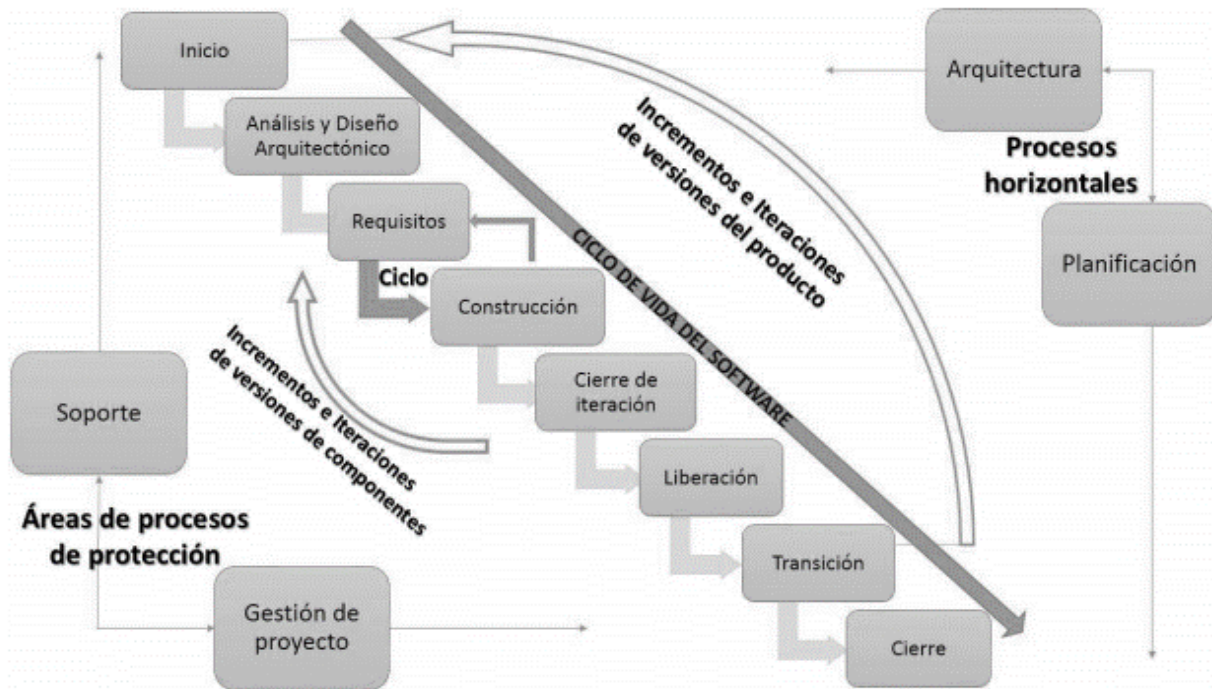 Inicio
Análisis y Diseño
Arquitectónico
Requisitos
Ciclo
Construcción
Cierre de
iteración
Liberación
Transición
Cierre
CICLO DE VIDA DEL SOFTWARE
Incrementos e Iteraciones
de versiones del producto
Incrementos e Iteraciones
de versiones de componentes
Arquitectura
Procesos
horizontales
Planificación
Soporte
Áreas de procesos
de protección
Gestión de
proyecto